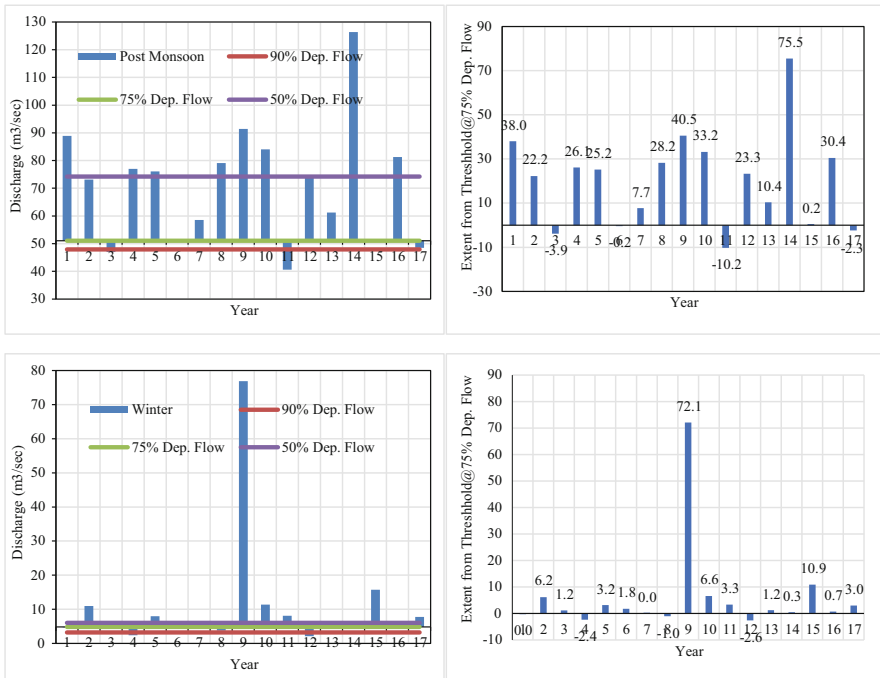 Discharge (m3/sec)
130
120
110
100
90
80
70
60
50
40
30
Post Monsoon 90% Dep. Flow
75% Dep. Flow 50% Dep. Flow
1 2 3 4 5 6 7 8 9 10 11 12 13 14 15 16 17
Year
Extent from Threshhold@75% Dep. Flow
90
70
50
30
10
-10
-30
38.0 22.2 -3.9 26.1 25.2 -0.2 7.7 28.2 40.5 33.2 -10.2 23.3 10.4 75.5 0.2 30.4 -2.3
1 2 3 4 5 6 7 8 9 10 11 12 13 14 15 16 17
Year
Discharge (m3/sec)
80
70
60
50
40
30
20
10
0
Winter 90% Dep. Flow
75% Dep. Flow 50% Dep. Flow
1 2 3 4 5 6 7 8 9 10 11 12 13 14 15 16 17
Year
Extent from Threshhold@75% Dep. Flow
90
80
70
60
50
40
30
20
10
0
-10
6.2 1.2 -2.4 3.2 1.8 0.0 -1.0 72.1 6.6 3.3 -2.6 1.2 0.3 10.9 0.7 3.0
2 3 4 5 6 7 8 9 10 11 12 13 14 15 16 17
Year